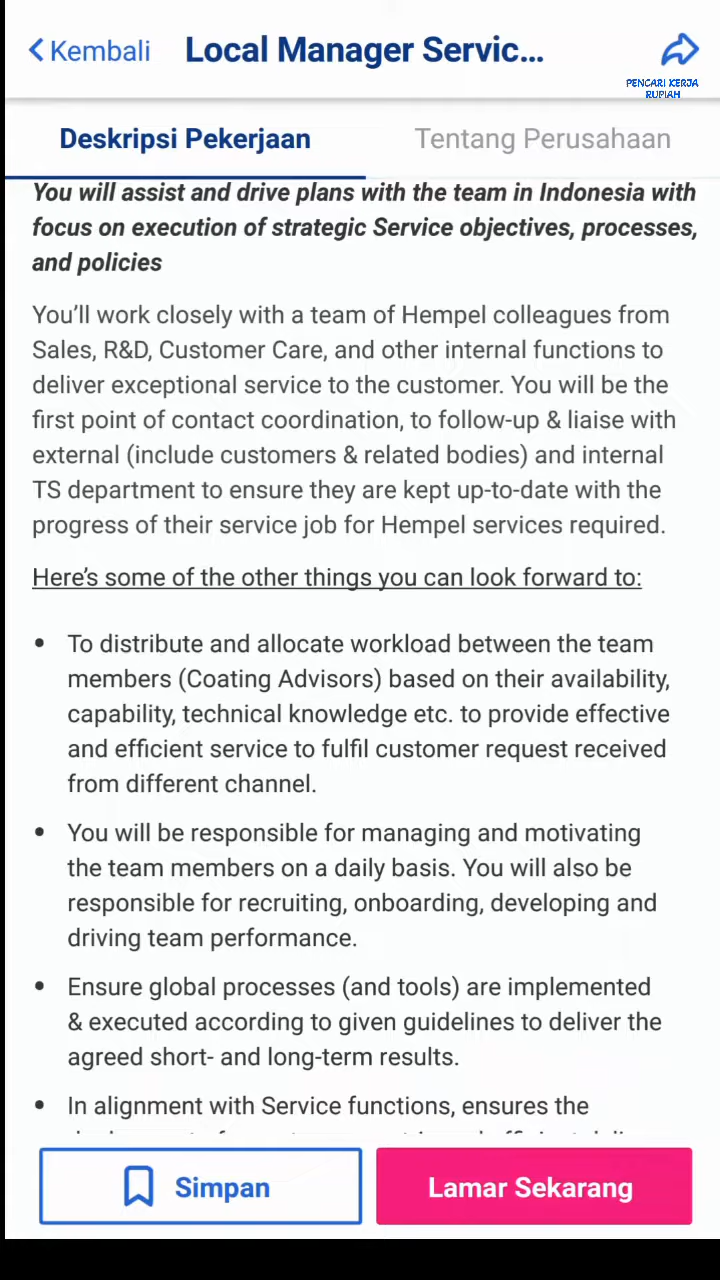 Kembali
Local Manager Servic...
PENCARI KERJA
RUPIAH
Deskripsi Pekerjaan
Tentang Perusahaan
You will assist and drive plans with the team in Indonesia with
focus on execution of strategic Service objectives, processes,
and policies
You'll work closely with a team of Hempel colleagues from
Sales, R&D, Customer Care, and other internal functions to
deliver exceptional service to the customer. You will be the
first point of contact coordination, to follow-up & liaise with
external (include customers & related bodies) and internal
TS department to ensure they are kept up-to-date with the
progress of their service job for Hempel services required.
Here's some of the other things you can look forward to:
• To distribute and allocate workload between the team
members (Coating Advisors) based on their availability,
capability, technical knowledge etc. to provide effective
and efficient service to fulfil customer request received
from different channel.
• You will be responsible for managing and motivating
the team members on a daily basis. You will also be
responsible for recruiting, onboarding, developing and
driving team performance.
• Ensure global processes (and tools) are implemented
& executed according to given guidelines to deliver the
agreed short- and long-term results.
• In alignment with Service functions, ensures the
Simpan
Lamar Sekarang